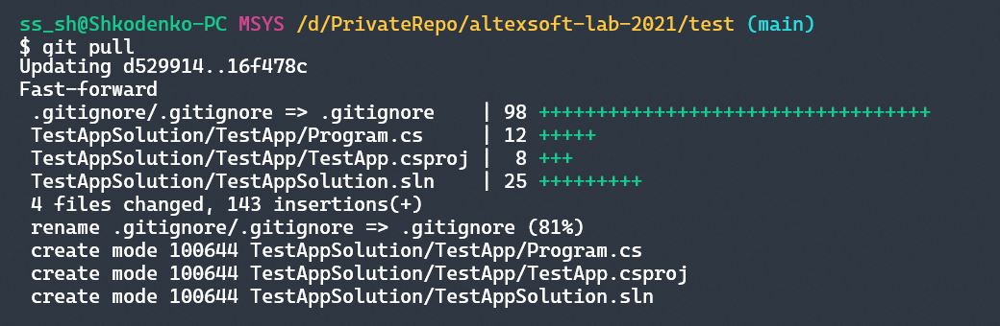 ss_sh@Shkodenko-PC MSYS /d/PrivateRepo/altexsoft-lab-2021/test (main)
$ git pull
Updating d529914..16f478c
Fast-forward
 .gitignore/.gitignore => .gitignore    | 98 ++++++++++++++++++++++++++++++++++
 TestAppSolution/TestApp/Program.cs     | 12 +++++
 TestAppSolution/TestApp/TestApp.csproj |  8 +++
 TestAppSolution/TestAppSolution.sln    | 25 +++++++++
 4 files changed, 143 insertions(+)
 rename .gitignore/.gitignore => .gitignore (81%)
 create mode 100644 TestAppSolution/TestApp/Program.cs
 create mode 100644 TestAppSolution/TestApp/TestApp.csproj
 create mode 100644 TestAppSolution/TestAppSolution.sln